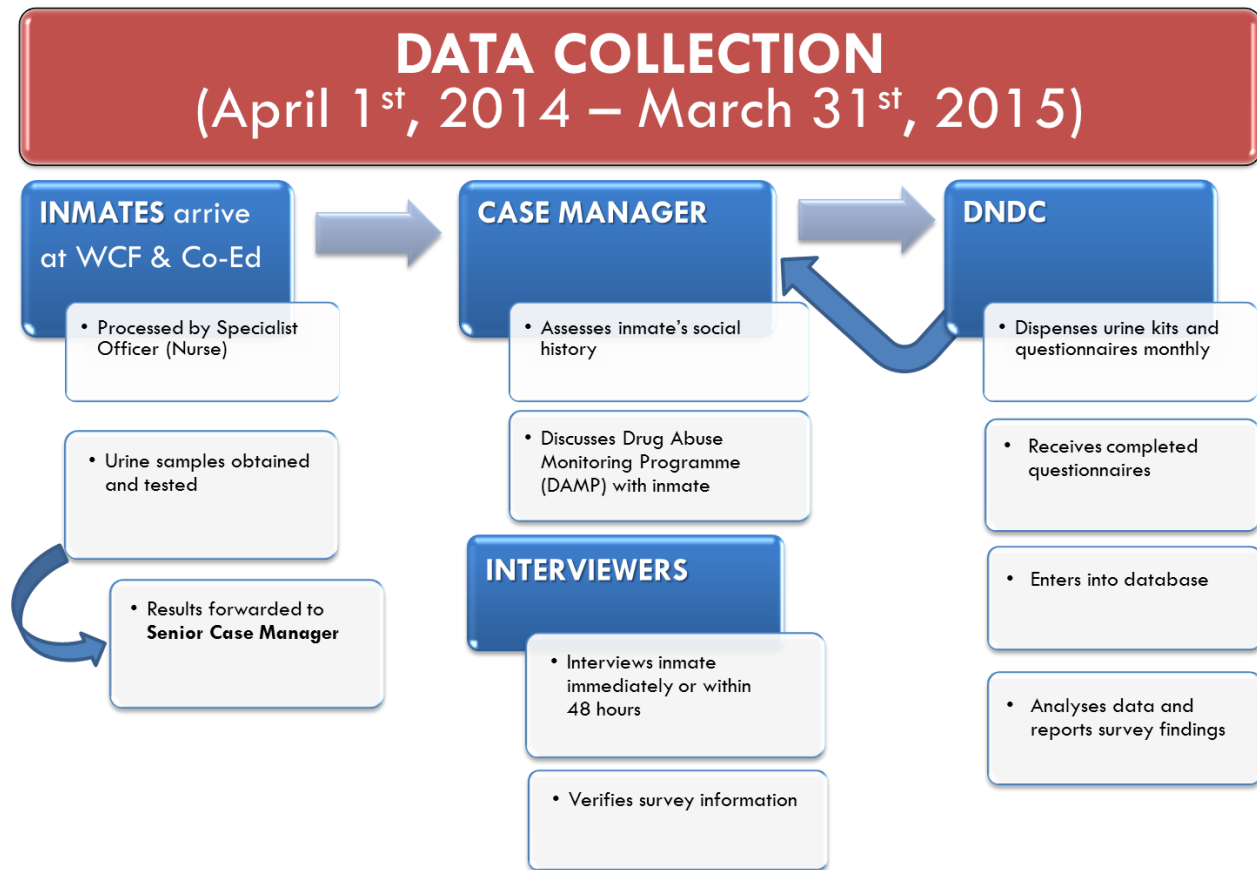 DATA COLLECTION
(April 1st, 2014 – March 31st, 2015)
INMATES arrive
at WCF & Co-Ed
• Processed by Specialist
Officer (Nurse)
• Urine samples obtained
and tested
• Results forwarded to
Senior Case Manager
CASE MANAGER
• Assesses inmate's social
history
• Discusses Drug Abuse
Monitoring Programme
(DAMP) with inmate
INTERVIEWERS
• Interviews inmate
immediately or within
48 hours
• Verifies survey information
DNDC
• Dispenses urine kits and
questionnaires monthly
• Receives completed
questionnaires
• Enters into database
• Analyses data and
reports survey findings